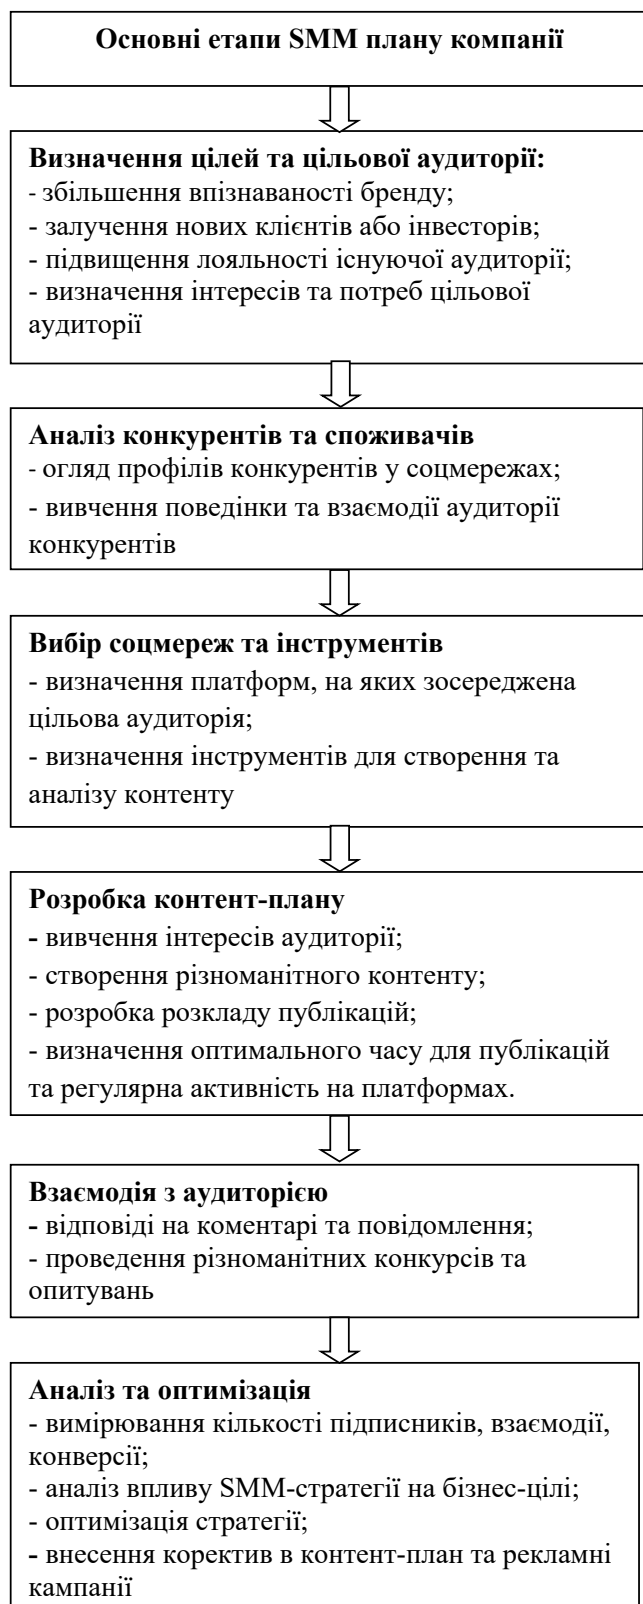 Основні етапи SMM плану компанії
Визначення цілей та цільової аудиторії:
- збільшення впізнаваності бренду;
- залучення нових клієнтів або інвесторів;
- підвищення лояльності існуючої аудиторії;
- визначення інтересів та потреб цільової
аудиторії
Аналіз конкурентів та споживачів
- огляд профілів конкурентів у соцмережах;
- вивчення поведінки та взаємодії аудиторії
конкурентів
Вибір соцмереж та інструментів
- визначення платформ, на яких зосереджена
цільова аудиторія;
- визначення інструментів для створення та
аналізу контенту
Розробка контент-плану
- вивчення інтересів аудиторії;
- створення різноманітного контенту;
- розробка розкладу публікацій;
- визначення оптимального часу для публікацій
та регулярна активність на платформах.
Взаємодія з аудиторією
- відповіді на коментарі та повідомлення;
- проведення різноманітних конкурсів та
опитувань
Аналіз та оптимізація
- вимірювання кількості підписників, взаємодії,
конверсії;
- аналіз впливу SMM-стратегії на бізнес-цілі;
- оптимізація стратегії;
- внесення коректив в контент-план та рекламні
кампанії